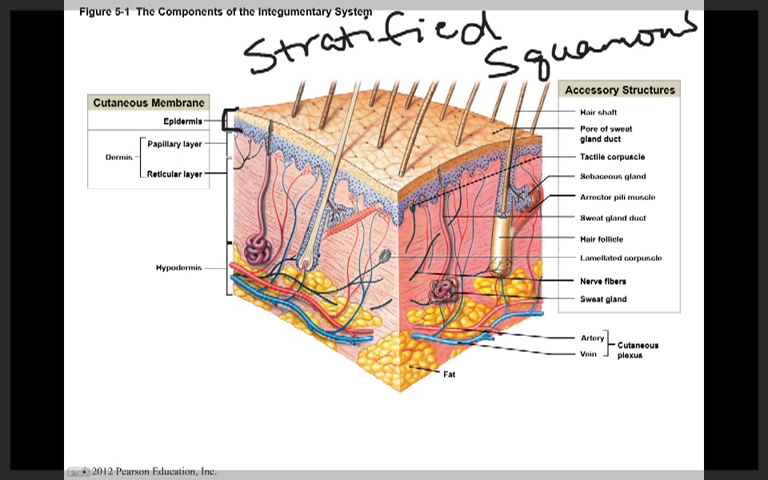 Figure 5-1 The Components of the Integumentary System
Stratified
Squamous
Cutaneous Membrane
Epidermis
Papillary layer
Dermis
Reticular layer
Hypodermis
Accessory Structures
Hair shaft
Pore of sweat
gland duct
Tactile corpuscle
Sebaceous gland
Arrector pili muscle
Sweat gland duct
Hair follicle
Lamellated corpuscle
Nerve fibers
Sweat gland
Artery
Vein
Cutaneous
plexus
Fat
2012 Pearson Education, Inc.